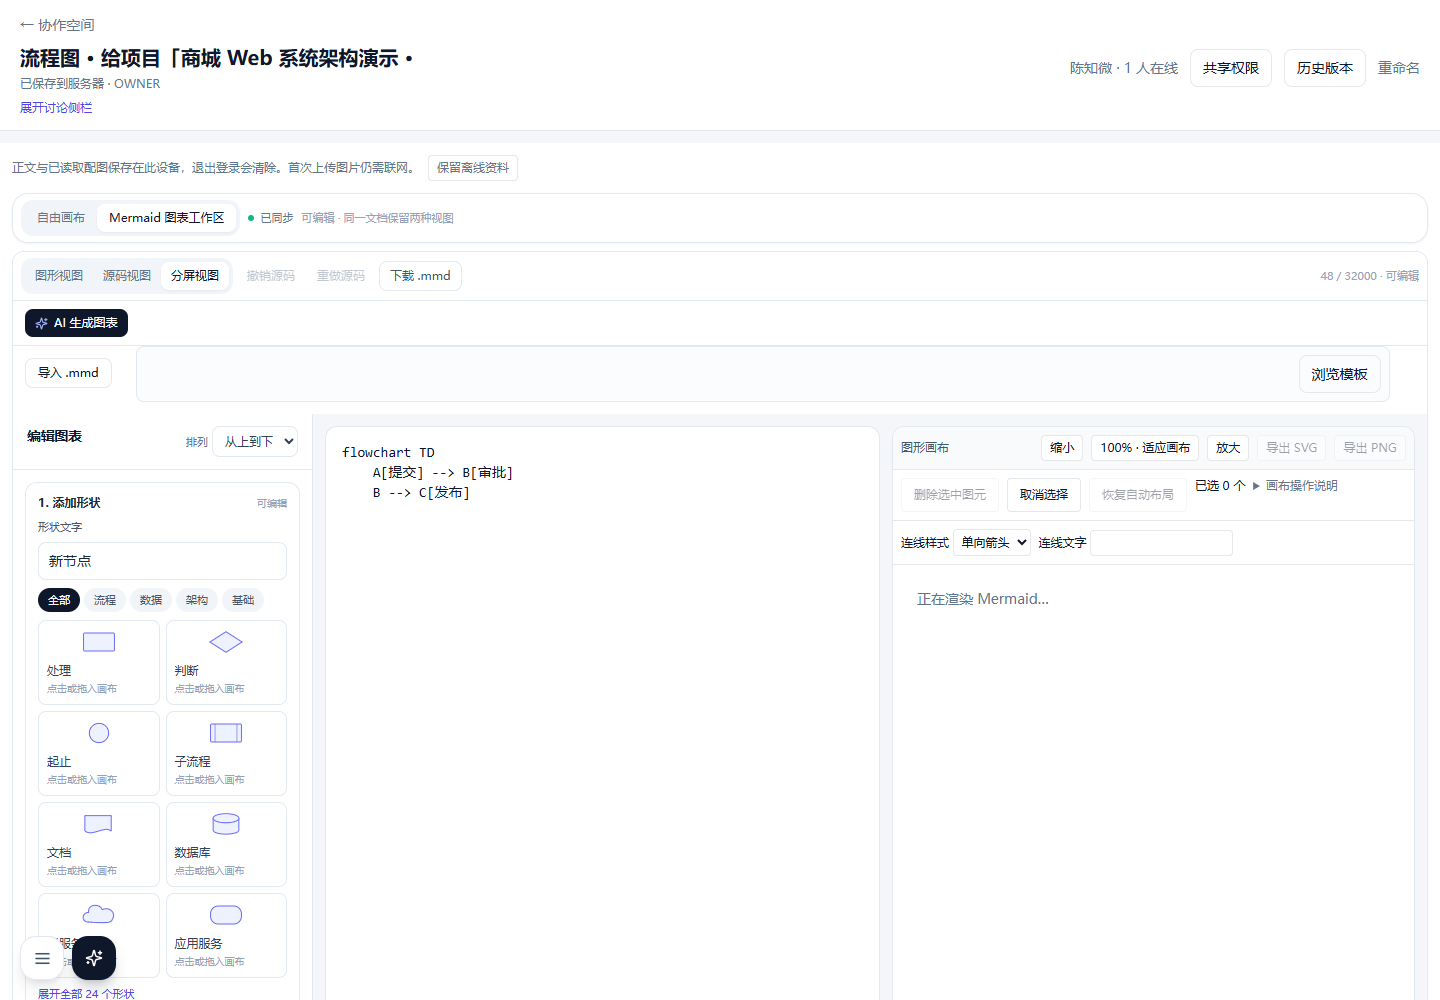 ← 协作空间
流程图 • 给项目「商城 Web 系统架构演示 •
已保存到服务器 · OWNER
展开讨论侧栏
陈知微 · 1 人在线
共享权限
历史版本
重命名
正文与已读取配图保存在此设备，退出登录会清除。首次上传图片仍需联网。
保留离线资料
自由画布
Mermaid 图表工作区
已同步
可编辑 · 同一文档保留两种视图
图形视图
源码视图
分屏视图
撤销源码
重做源码
下载 .mmd
48 / 32000 · 可编辑
AI 生成图表
导入 .mmd
浏览模板
编辑图表
排列
从上到下
1. 添加形状
可编辑
形状文字
新节点
全部
流程
数据
架构
基础
处理
点击或拖入画布
判断
点击或拖入画布
起止
点击或拖入画布
子流程
点击或拖入画布
文档
点击或拖入画布
数据库
点击或拖入画布
应用服务
点击或拖入画布
展开全部 24 个形状
flowchart TD
A[提交] --> B[审批]
B --> C[发布]
图形画布
缩小
100% · 适应画布
放大
导出 SVG
导出 PNG
删除选中图元
取消选择
恢复自动布局
已选 0 个
▶ 画布操作说明
连线样式
单向箭头
连线文字
正在渲染 Mermaid...